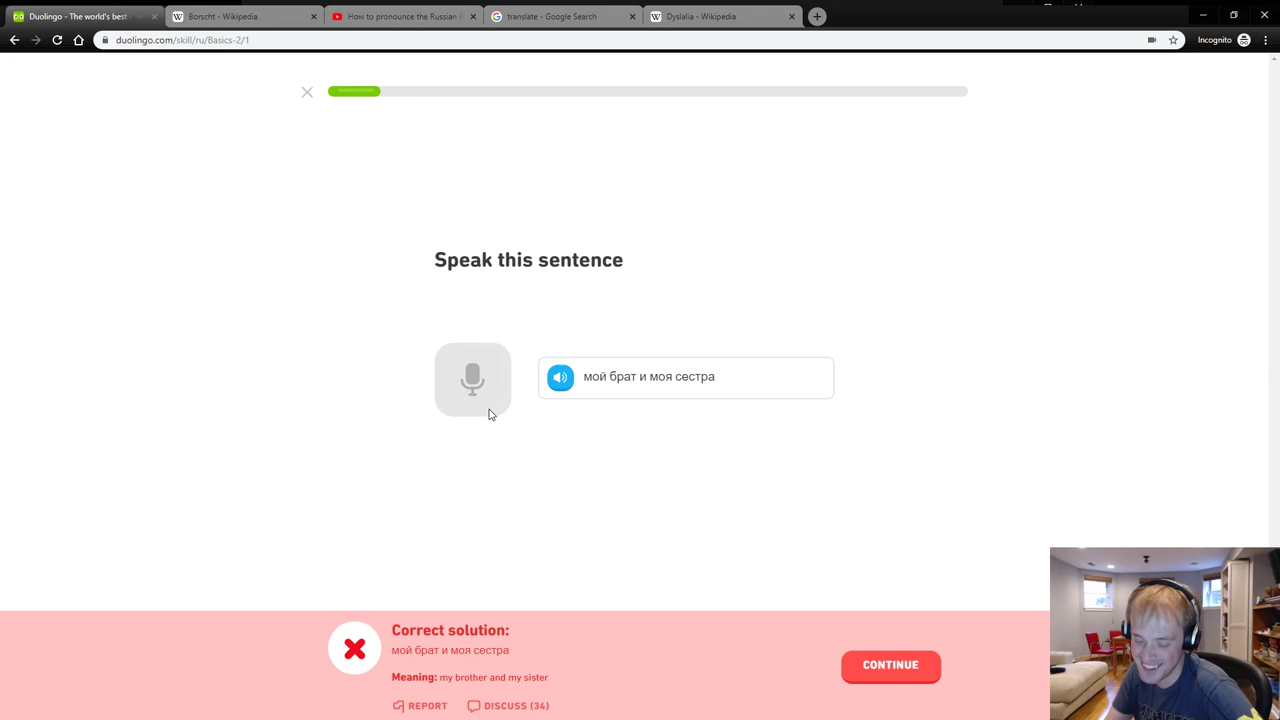 Duolingo - The world's best
Borscht - Wikipedia
How to pronounce the Russian
translate - Google Search
Dyslalia - Wikipedia
duolingo.com/skill/ru/Basics-2/1
Incognito
Speak this sentence
мой брат и моя сестра
Correct solution:
мой брат и моя сестра
Meaning: my brother and my sister
REPORT
DISCUSS (34)
CONTINUE